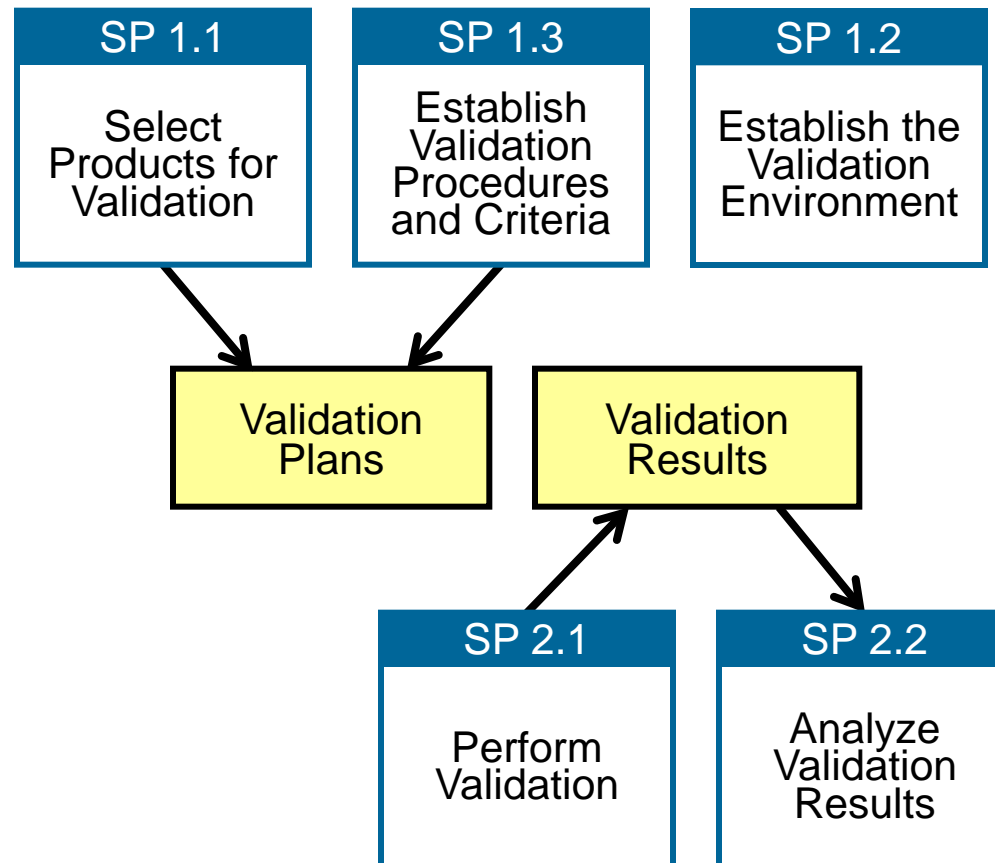 SP 1.1
Select
Products for
Validation
SP 1.3
Establish
Validation
Procedures
and Criteria
SP 1.2
Establish the
Validation
Environment
Validation
Plans
Validation
Results
SP 2.1
Perform
Validation
SP 2.2
Analyze
Validation
Results